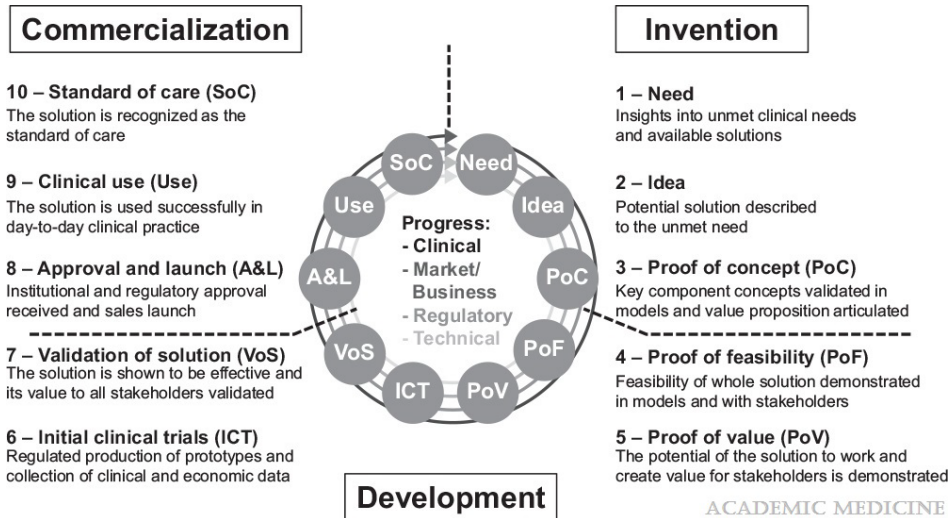 Commercialization
Invention
10 – Standard of care (SoC)
The solution is recognized as the
standard of care
9 – Clinical use (Use)
The solution is used successfully in
day-to-day clinical practice
8 – Approval and launch (A&L)
Institutional and regulatory approval
received and sales launch
7 – Validation of solution (VoS)
The solution is shown to be effective and
its value to all stakeholders validated
6 – Initial clinical trials (ICT)
Regulated production of prototypes and
collection of clinical and economic data
SoC
Need
Use
Idea
A&L
PoC
VoS
PoF
ICT
PoV
Progress:
- Clinical
- Market/
Business
- Regulatory
- Technical
1 – Need
Insights into unmet clinical needs
and available solutions
2 – Idea
Potential solution described
to the unmet need
3 – Proof of concept (PoC)
Key component concepts validated in
models and value proposition articulated
4 – Proof of feasibility (PoF)
Feasibility of whole solution demonstrated
in models and with stakeholders
5 – Proof of value (PoV)
The potential of the solution to work and
create value for stakeholders is demonstrated
Development
ACADEMIC MEDICINE